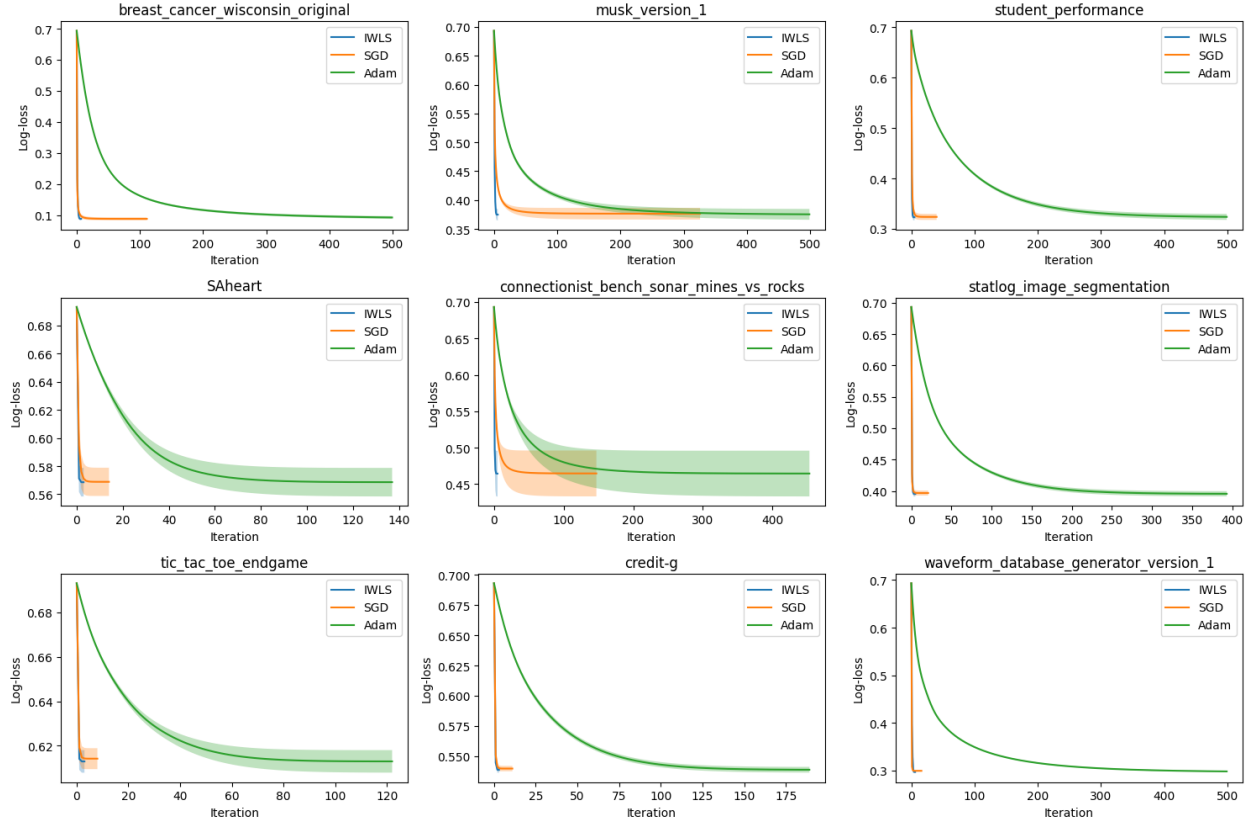 breast_cancer_wisconsin_original
0.7
0.6
0.5
0.4
0.3
0.2
0.1
Log-loss
0
100
200
300
400
500
Iteration
IWLS
SGD
Adam
musk_version_1
0.70
0.65
0.60
0.55
0.50
0.45
0.40
0.35
Log-loss
0
100
200
300
400
500
Iteration
IWLS
SGD
Adam
student_performance
0.7
0.6
0.5
0.4
0.3
Log-loss
0
100
200
300
400
500
Iteration
IWLS
SGD
Adam
SAheart
0.68
0.66
0.64
0.62
0.60
0.58
0.56
Log-loss
0
20
40
60
80
100
120
140
Iteration
IWLS
SGD
Adam
connectionist_bench_sonar_mines_vs_rocks
0.70
0.65
0.60
0.55
0.50
0.45
Log-loss
0
100
200
300
400
Iteration
IWLS
SGD
Adam
statlog_image_segmentation
0.70
0.65
0.60
0.55
0.50
0.45
0.40
Log-loss
0
50
100
150
200
250
300
350
400
Iteration
IWLS
SGD
Adam
tic_tac_toe_endgame
0.68
0.66
0.64
0.62
Log-loss
0
20
40
60
80
100
120
Iteration
IWLS
SGD
Adam
credit-g
0.700
0.675
0.650
0.625
0.600
0.575
0.550
Log-loss
0
25
50
75
100
125
150
175
Iteration
IWLS
SGD
Adam
waveform_database_generator_version_1
0.7
0.6
0.5
0.4
0.3
Log-loss
0
100
200
300
400
500
Iteration
IWLS
SGD
Adam